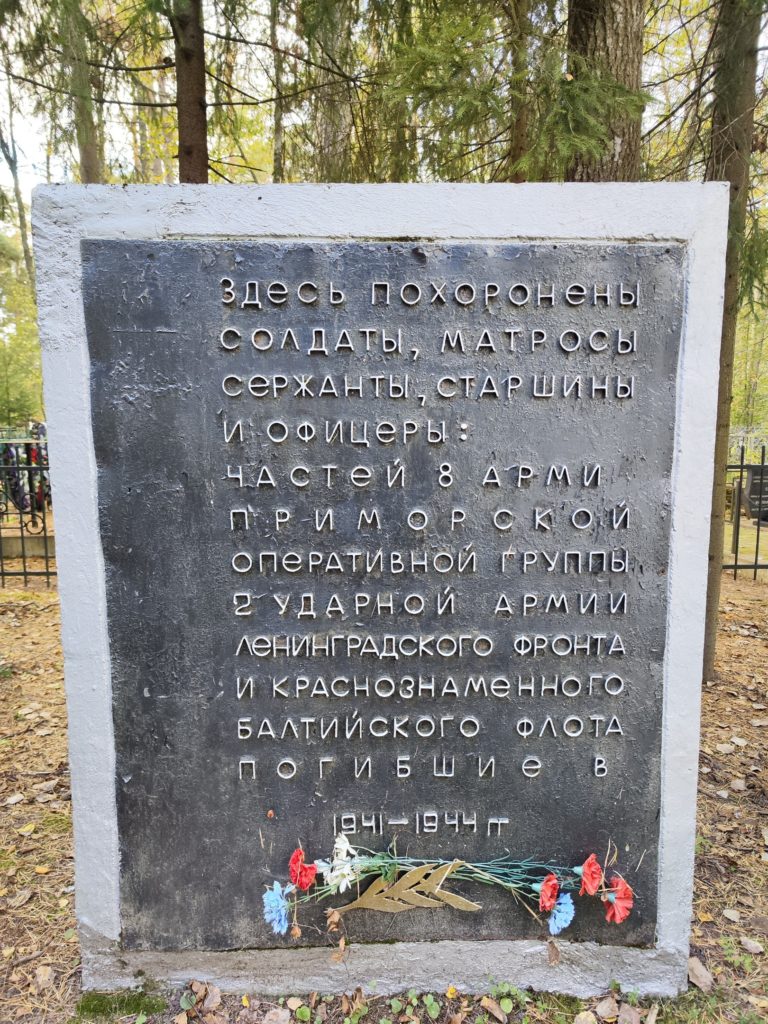 Здесь похоронены
солдаты, матросы
сержанты, старшины
и офицеры:
частей 8 арми
Приморской
оперативной группы
2 ударной армии
Ленинградского фронта
и Краснознаменного
Балтийского флота
погибшие в
1941-1944 гг